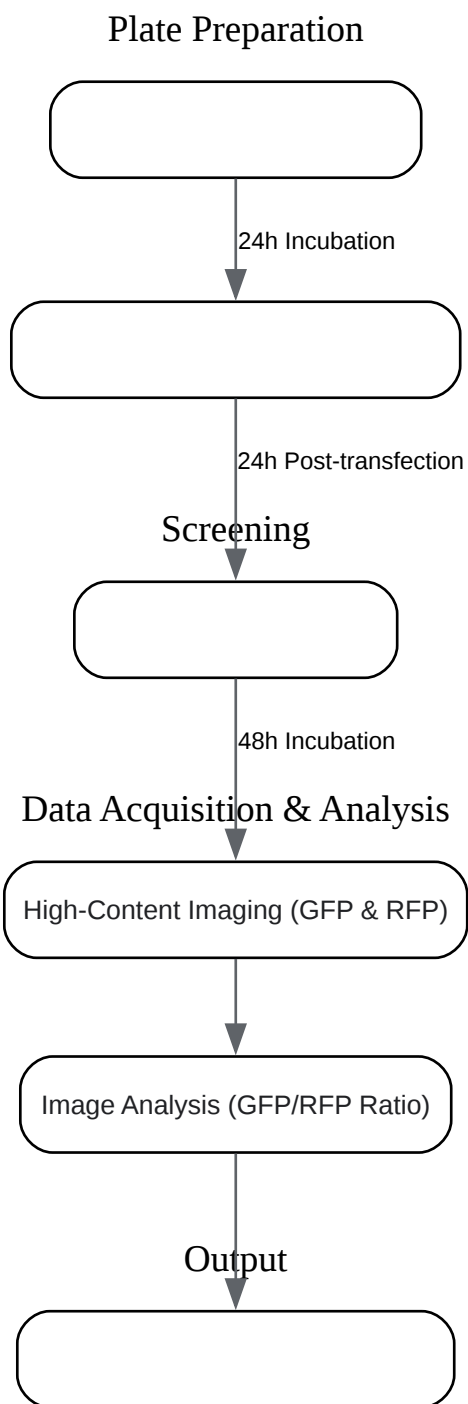 Plate Preparation
24h Incubation
24h Post-transfection
Screening
48h Incubation
Data Acquisition & Analysis
High-Content Imaging (GFP & RFP)
Image Analysis (GFP/RFP Ratio)
Output